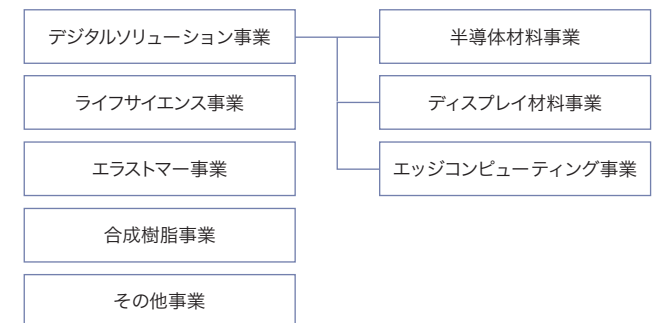 デジタルソリューション事業
半導体材料事業
ライフサイエンス事業
ディスプレイ材料事業
エラストマー事業
エッジコンピューティング事業
合成樹脂事業
その他事業